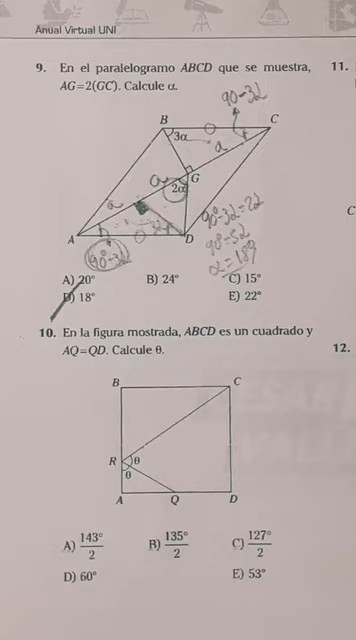 Anual Virtual UNI
9. En el paralelogramo ABCD que se muestra,
AG=2(GC). Calcule α.
11.
90-3α
B
C
3α
a
a
G
2α
a
90°-3α=2α
90°=5α
α=18°
A
D
90°-3α
C
A) 20°
B) 24°
C) 15°
D) 18°
E) 22°
10. En la figura mostrada, ABCD es un cuadrado y
AQ=QD. Calcule θ.
12.
B
C
R
θ
θ
A
Q
D
A) 143°/2
B) 135°/2
C) 127°/2
D) 60°
E) 53°